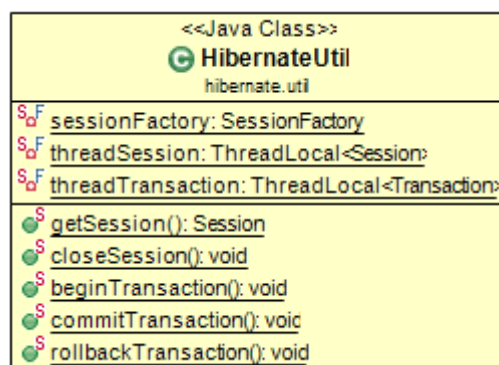 <<Java Class>>
C HibernateUtil
hibernate.util
S F sessionFactory: SessionFactory
S F threadSession: ThreadLocal<Session>
S F threadTransaction: ThreadLocal<Transaction>
S getSession(): Session
S closeSession(): void
S beginTransaction(): void
S commitTransaction(): void
S rollbackTransaction(): void